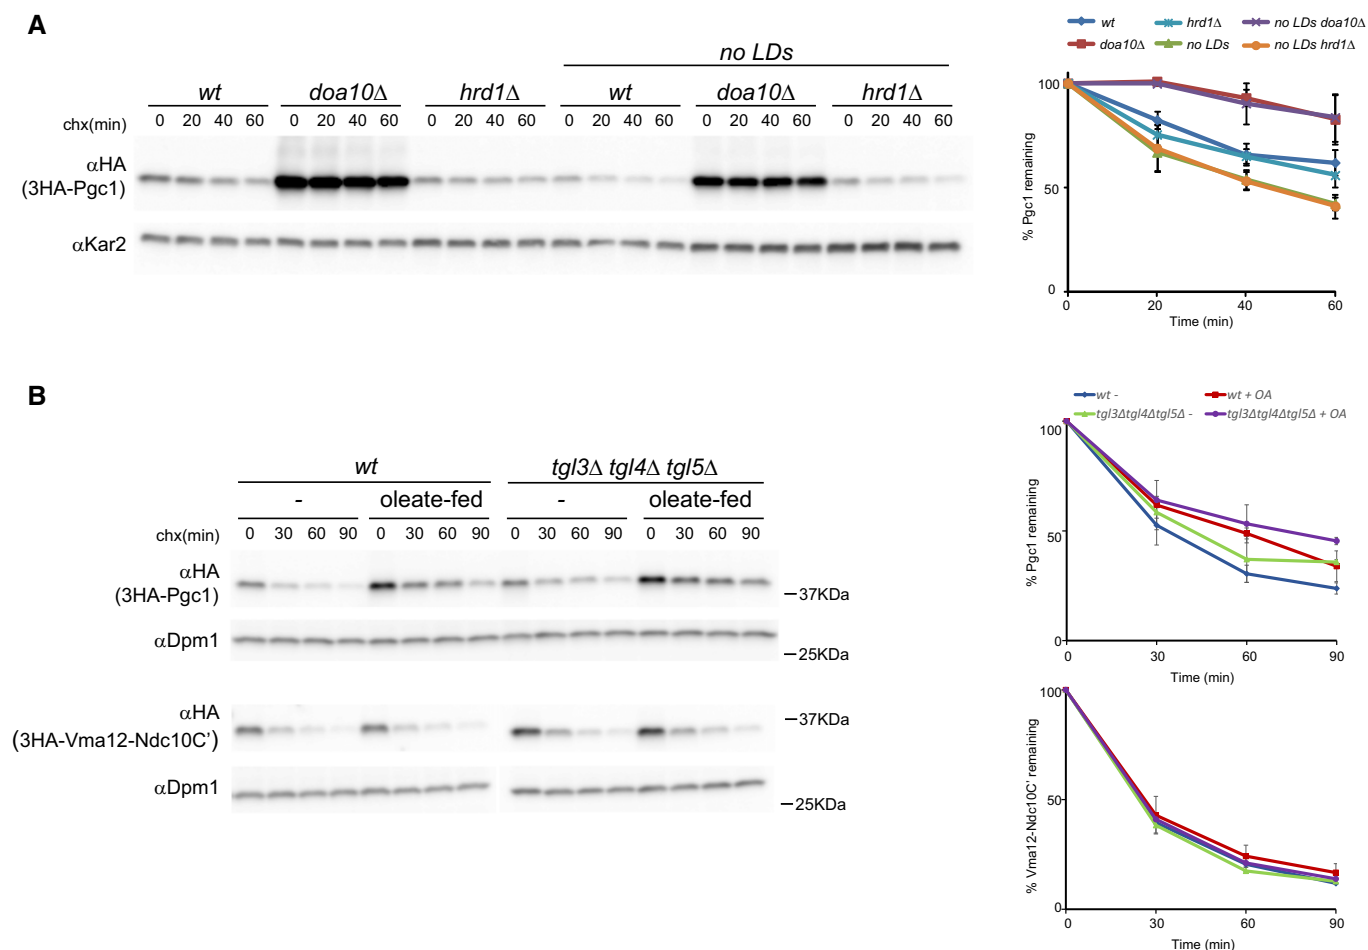 A
no LDs
wt doa10Δ hrd1Δ wt doa10Δ hrd1Δ
chx(min) 0 20 40 60 0 20 40 60 0 20 40 60 0 20 40 60 0 20 40 60 0 20 40 60
αHA
(3HA-Pgc1)
αKar2
wt hrd1Δ no LDs doa10Δ
doa10Δ no LDs no LDs hrd1Δ
100
50
0
% Pgc1 remaining
0 20 40 60
Time (min)
B
wt tgl3Δ tgl4Δ tgl5Δ
- oleate-fed - oleate-fed
chx(min) 0 30 60 90 0 30 60 90 0 30 60 90 0 30 60 90
αHA
(3HA-Pgc1)
37KDa
αDpm1
25KDa
αHA
(3HA-Vma12-Ndc10C')
37KDa
αDpm1
25KDa
wt - wt + OA
tgl3Δtgl4Δtgl5Δ - tgl3Δtgl4Δtgl5Δ + OA
100
50
0
% Pgc1 remaining
0 30 60 90
Time (min)
100
50
0
% Vma12-Ndc10C' remaining
0 30 60 90
Time (min)